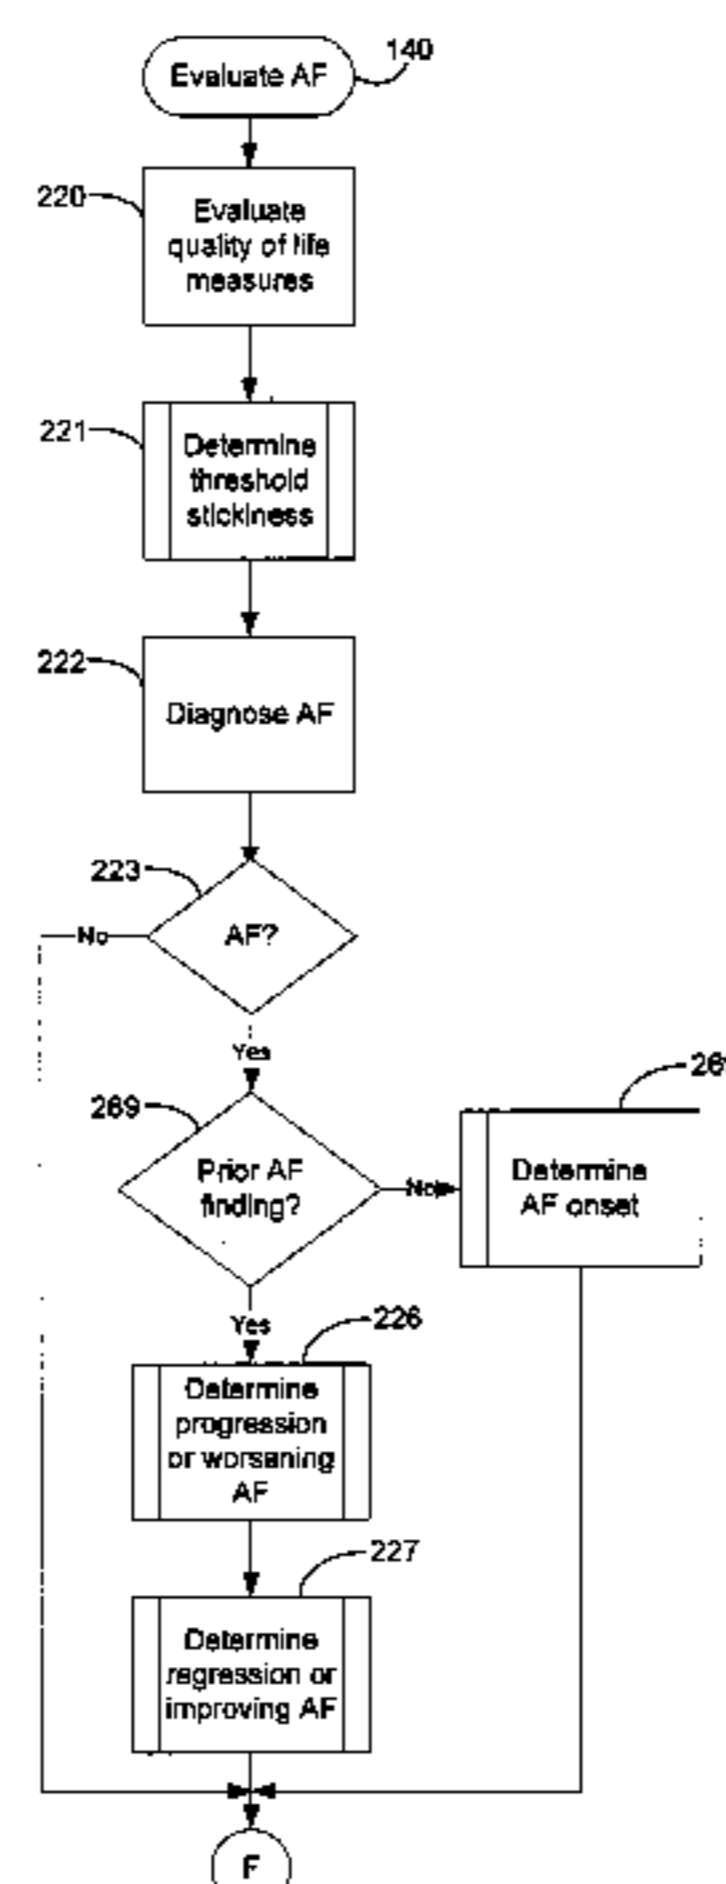 Evaluate AF
140
220
Evaluate
quality of life
measures
221
Determine
threshold
stickiness
222
Diagnose AF
223
AF?
No
Yes
269
Prior AF
finding?
No
Determine
AF onset
Yes
226
Determine
progression
or worsening
AF
227
Determine
regression or
improving AF
F